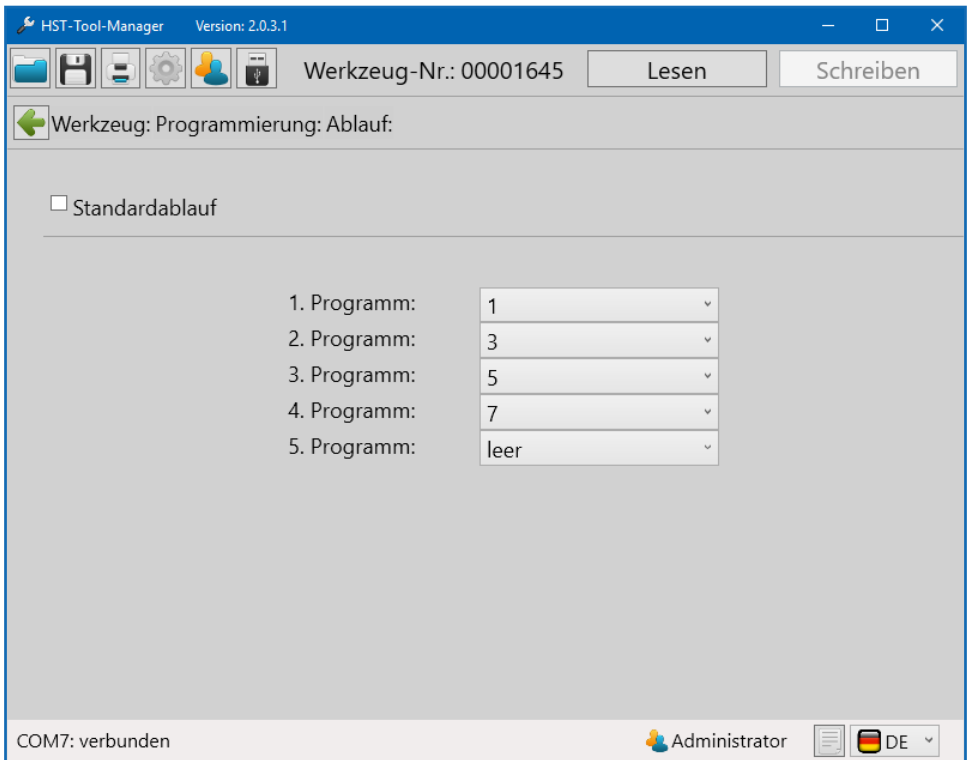 HST-Tool-Manager Version: 2.0.3.1
Werkzeug-Nr.: 00001645 Lesen Schreiben
Werkzeug: Programmierung: Ablauf:
Standardablauf
1. Programm: 1
2. Programm: 3
3. Programm: 5
4. Programm: 7
5. Programm: leer
COM7: verbunden Administrator DE